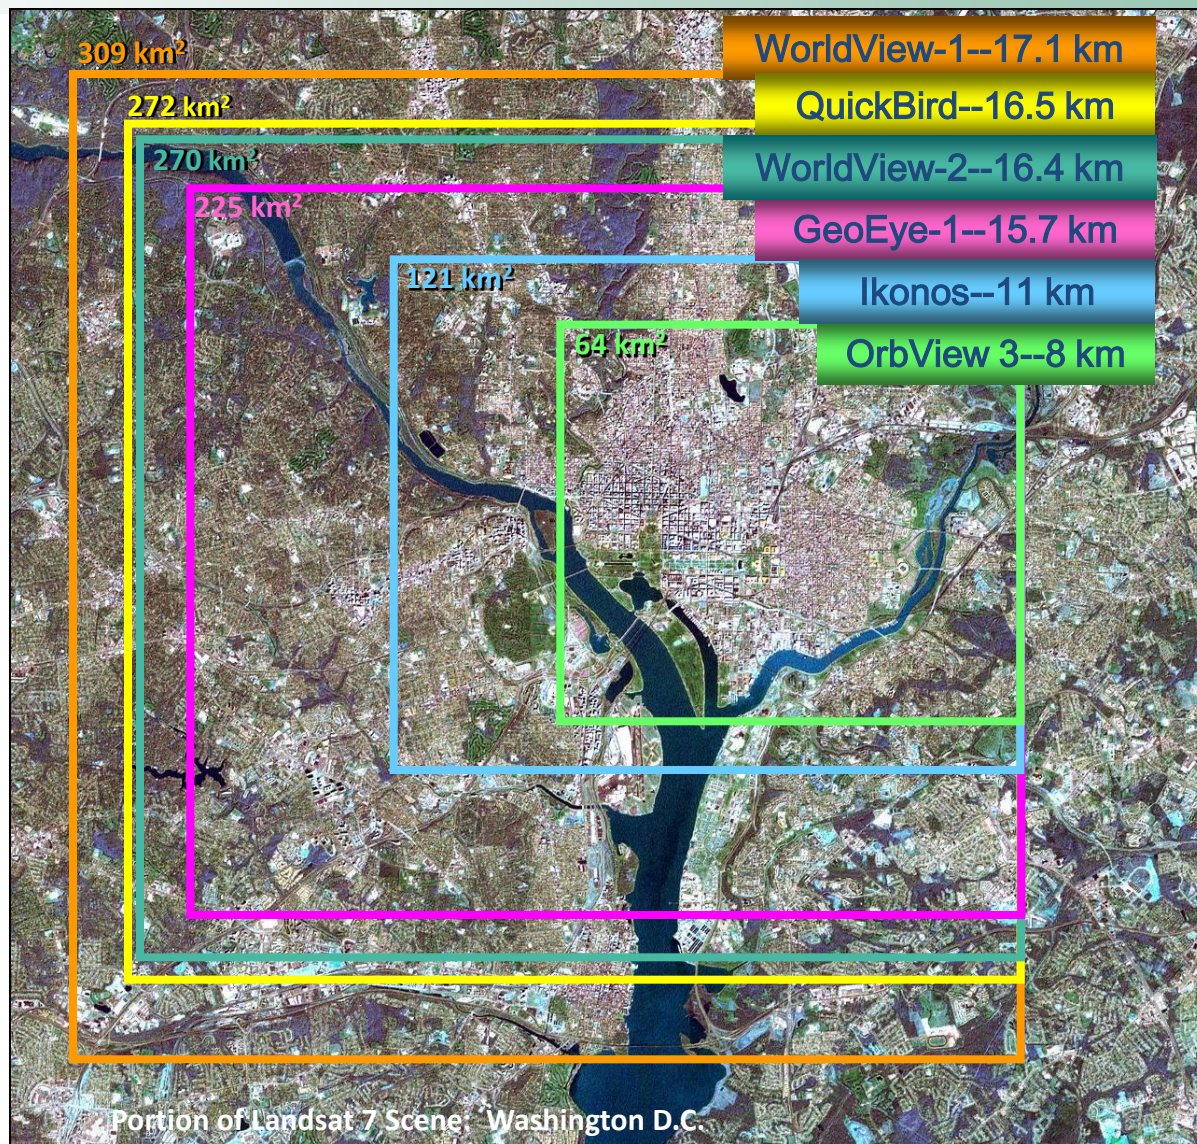 309 km²
WorldView-1--17.1 km
272 km²
QuickBird--16.5 km
270 km²
WorldView-2--16.4 km
225 km²
GeoEye-1--15.7 km
121 km²
Ikonos--11 km
64 km²
OrbView 3--8 km
Portion of Landsat 7 Scene: Washington D.C.